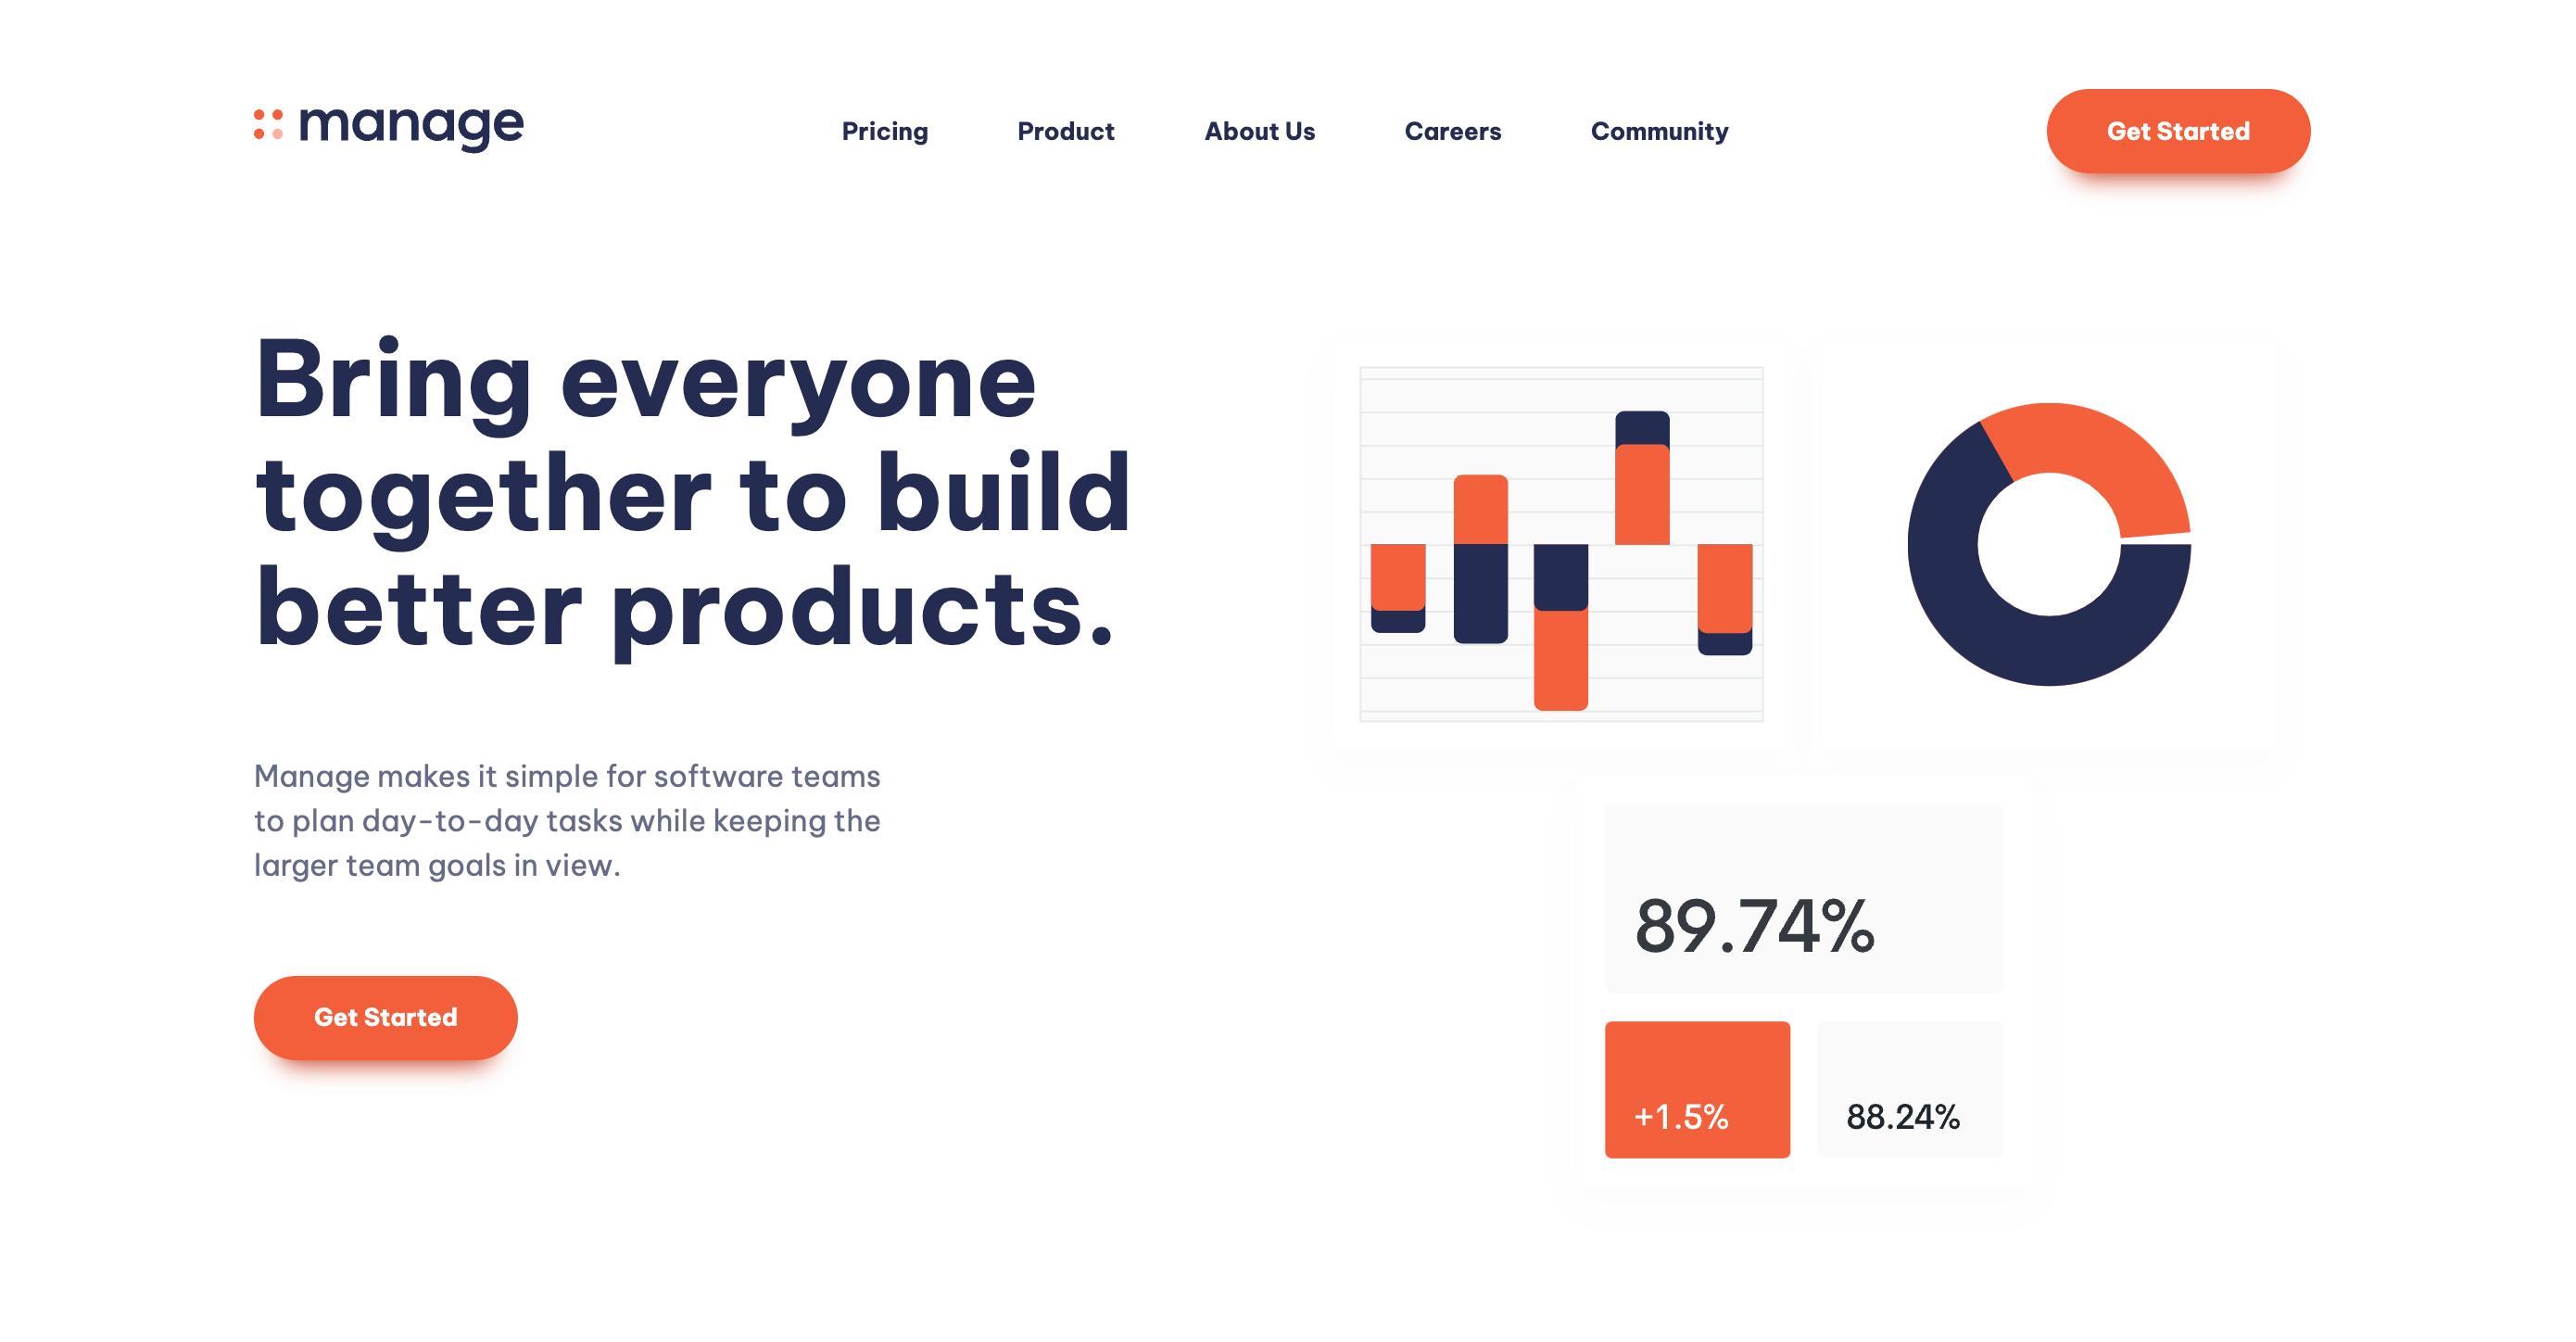 manage
Pricing
Product
About Us
Careers
Community
Get Started
Bring everyone
together to build
better products.
Manage makes it simple for software teams
to plan day-to-day tasks while keeping the
larger team goals in view.
Get Started
89.74%
+1.5%
88.24%